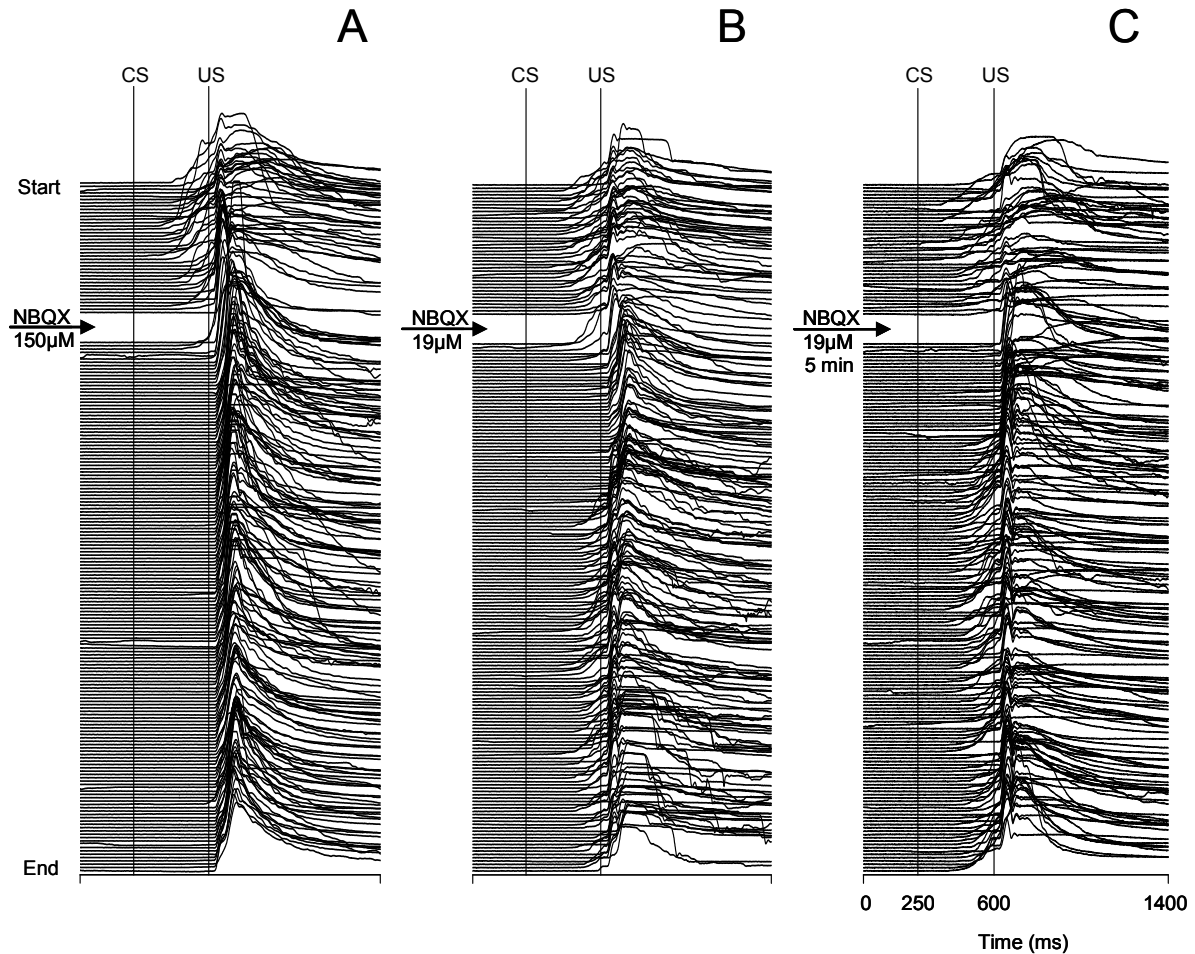 A
B
C
CS US
CS US
CS US
Start
NBQX
150µM
NBQX
19µM
NBQX
19µM
5 min
End
0 250 600 1400
Time (ms)